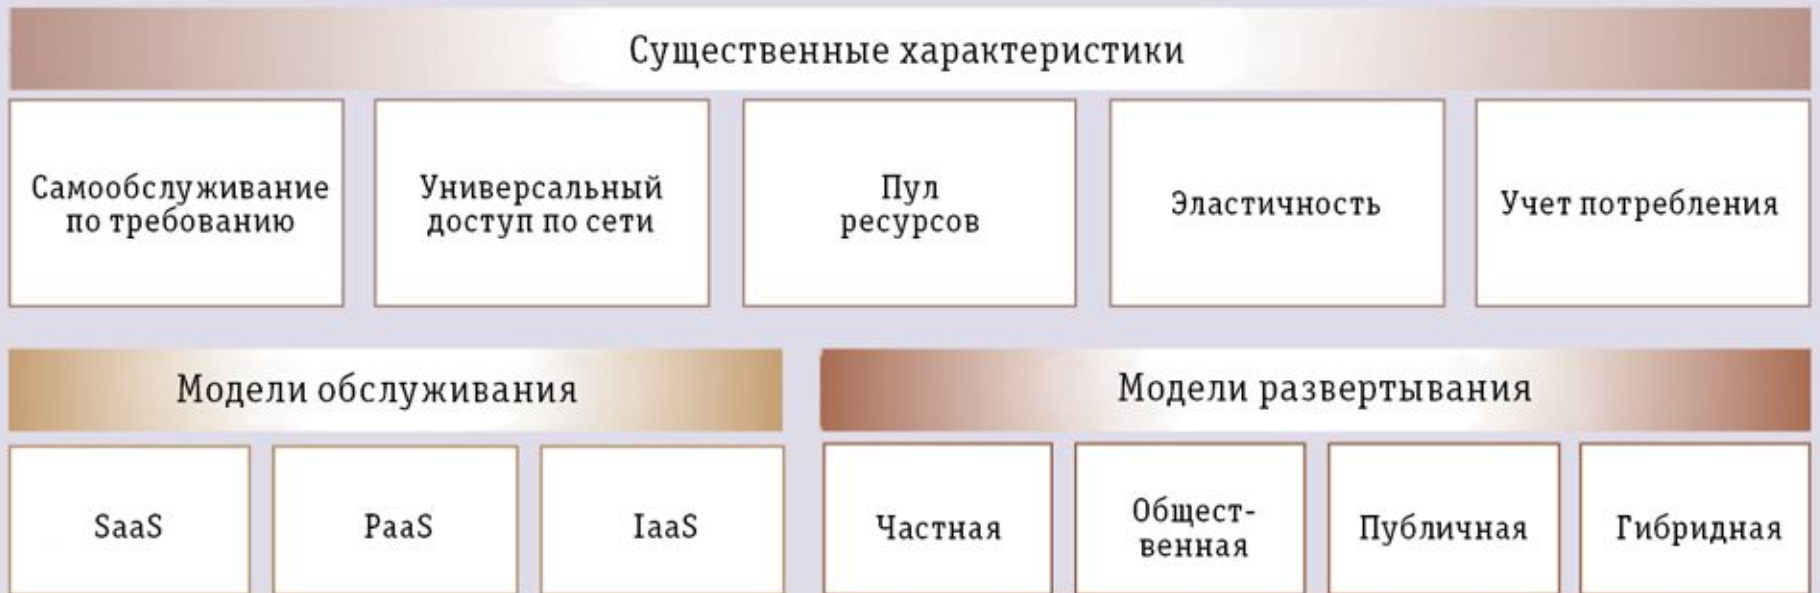 Существенные характеристики
Самообслуживание
по требованию
Универсальный
доступ по сети
Пул
ресурсов
Эластичность
Учет потребления
Модели обслуживания
SaaS
PaaS
IaaS
Модели развертывания
Частная
Общест-
венная
Публичная
Гибридная